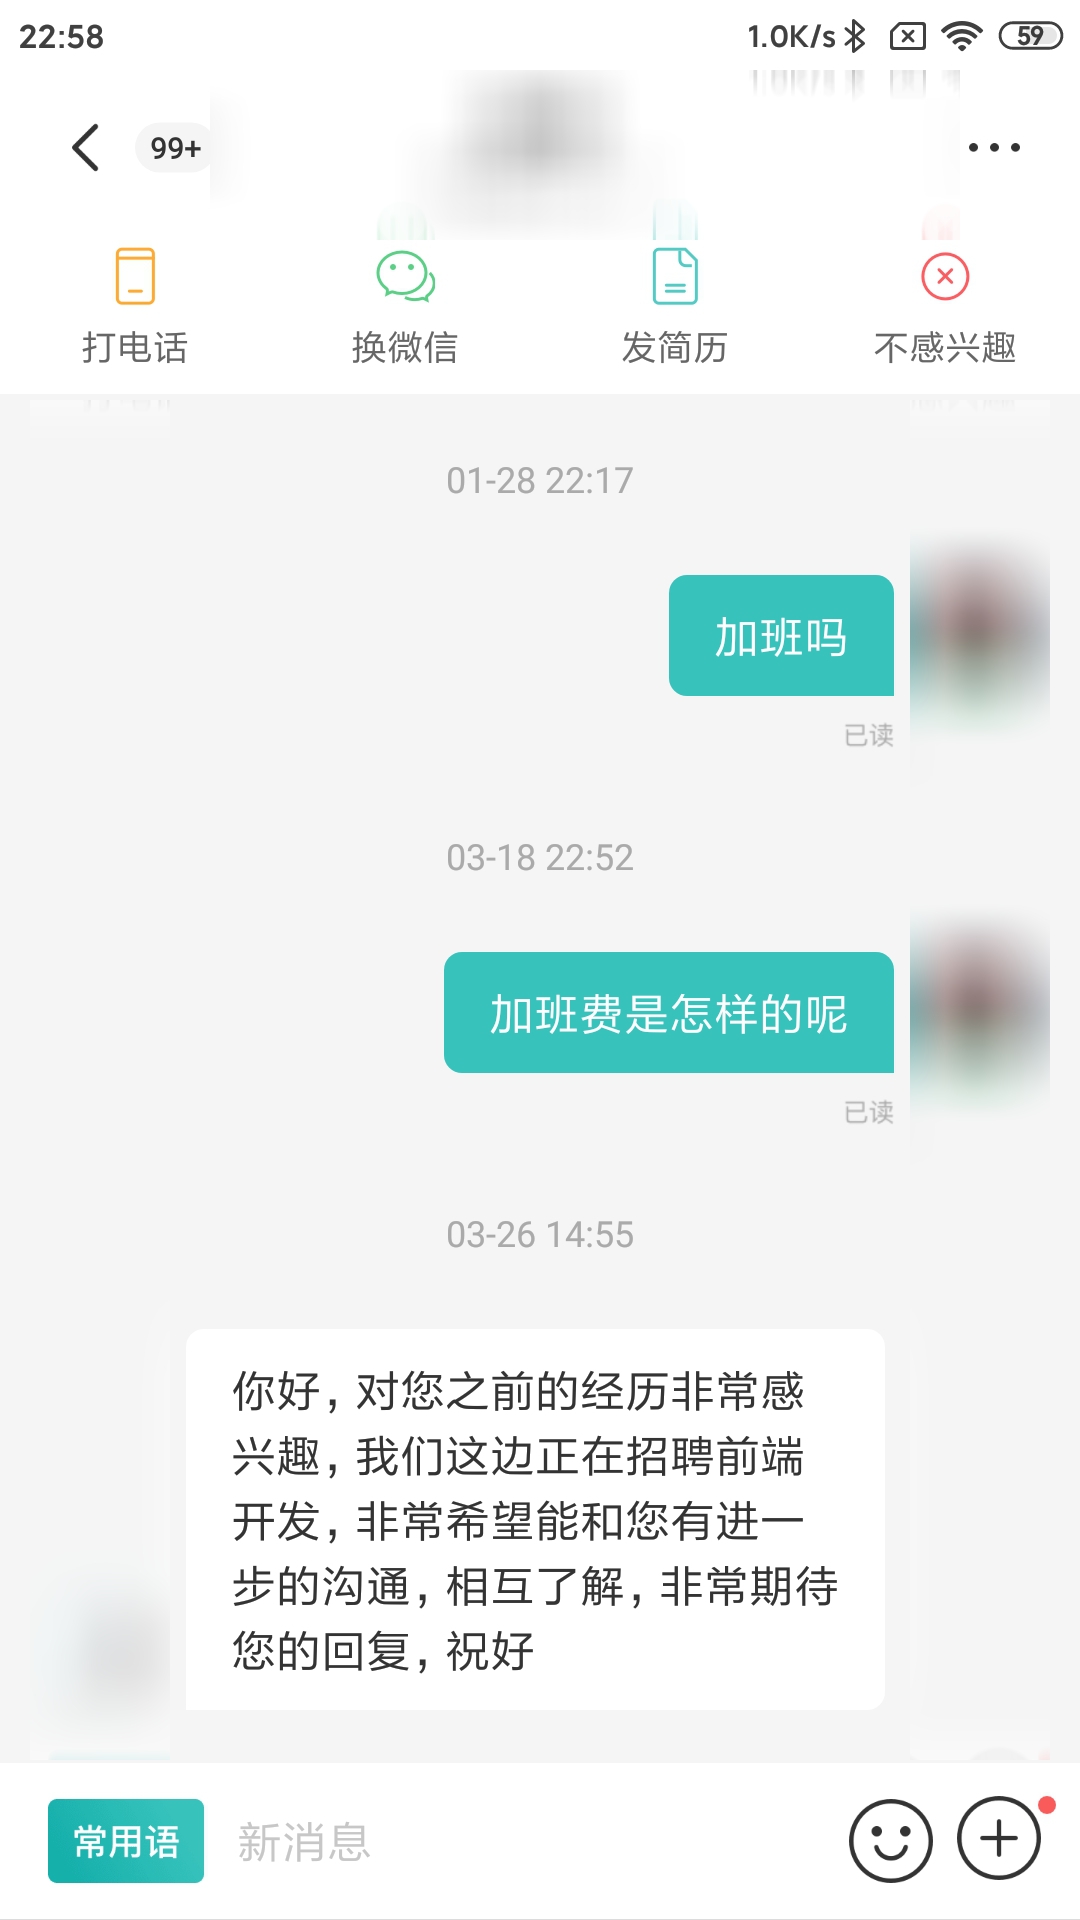 22:58
1.0K/s
59
99+
打电话
换微信
发简历
不感兴趣
01-28 22:17
加班吗
已读
03-18 22:52
加班费是怎样的呢
已读
03-26 14:55
你好，对您之前的经历非常感
兴趣，我们这边正在招聘前端
开发，非常希望能和您有进一
步的沟通，相互了解，非常期待
您的回复，祝好
常用语
新消息